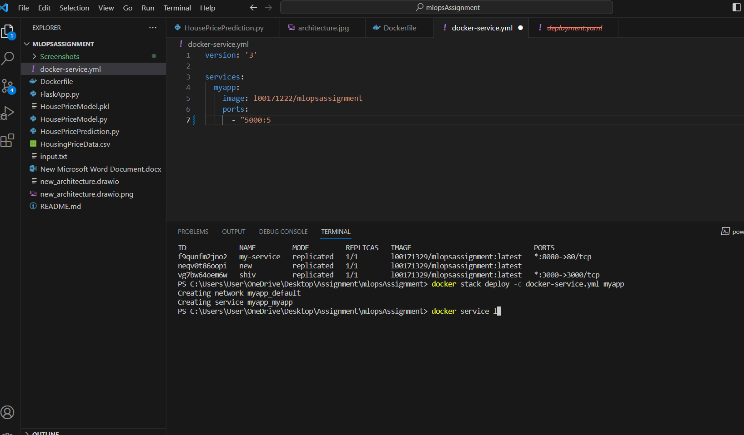 File Edit Selection View Go Run Terminal Help
mlopsAssignment
EXPLORER
MLOPSASSIGNMENT
Screenshots
docker-service.yml
Dockerfile
FlaskApp.py
HousePriceModel.pkl
HousePriceModel.py
HousePricePrediction.py
HousingPriceData.csv
input.txt
New Microsoft Word Document.docx
new_architecture.drawio
new_architecture.drawio.png
README.md
OUTLINE
HousePricePrediction.py architecture.jpg Dockerfile docker-service.yml deployment.yaml
docker-service.yml
1 version: '3'
2
3 services:
4 myapp:
5 image: l00171222/mlopsassignment
6 ports:
7 - "5000:5
PROBLEMS OUTPUT DEBUG CONSOLE TERMINAL
pow
ID NAME MODE REPLICAS IMAGE PORTS
f9qunfm2jno2 my-service replicated 1/1 l00171329/mlopsassignment:latest *:8000->80/tcp
neqv0t86oopi new replicated 1/1 l00171329/mlopsassignment:latest
vg7bw64oem6w shiv replicated 1/1 l00171329/mlopsassignment:latest *:3000->3000/tcp
PS C:\Users\User\OneDrive\Desktop\Assignment\mlopsAssignment> docker stack deploy -c docker-service.yml myapp
Creating network myapp_default
Creating service myapp_myapp
PS C:\Users\User\OneDrive\Desktop\Assignment\mlopsAssignment> docker service l